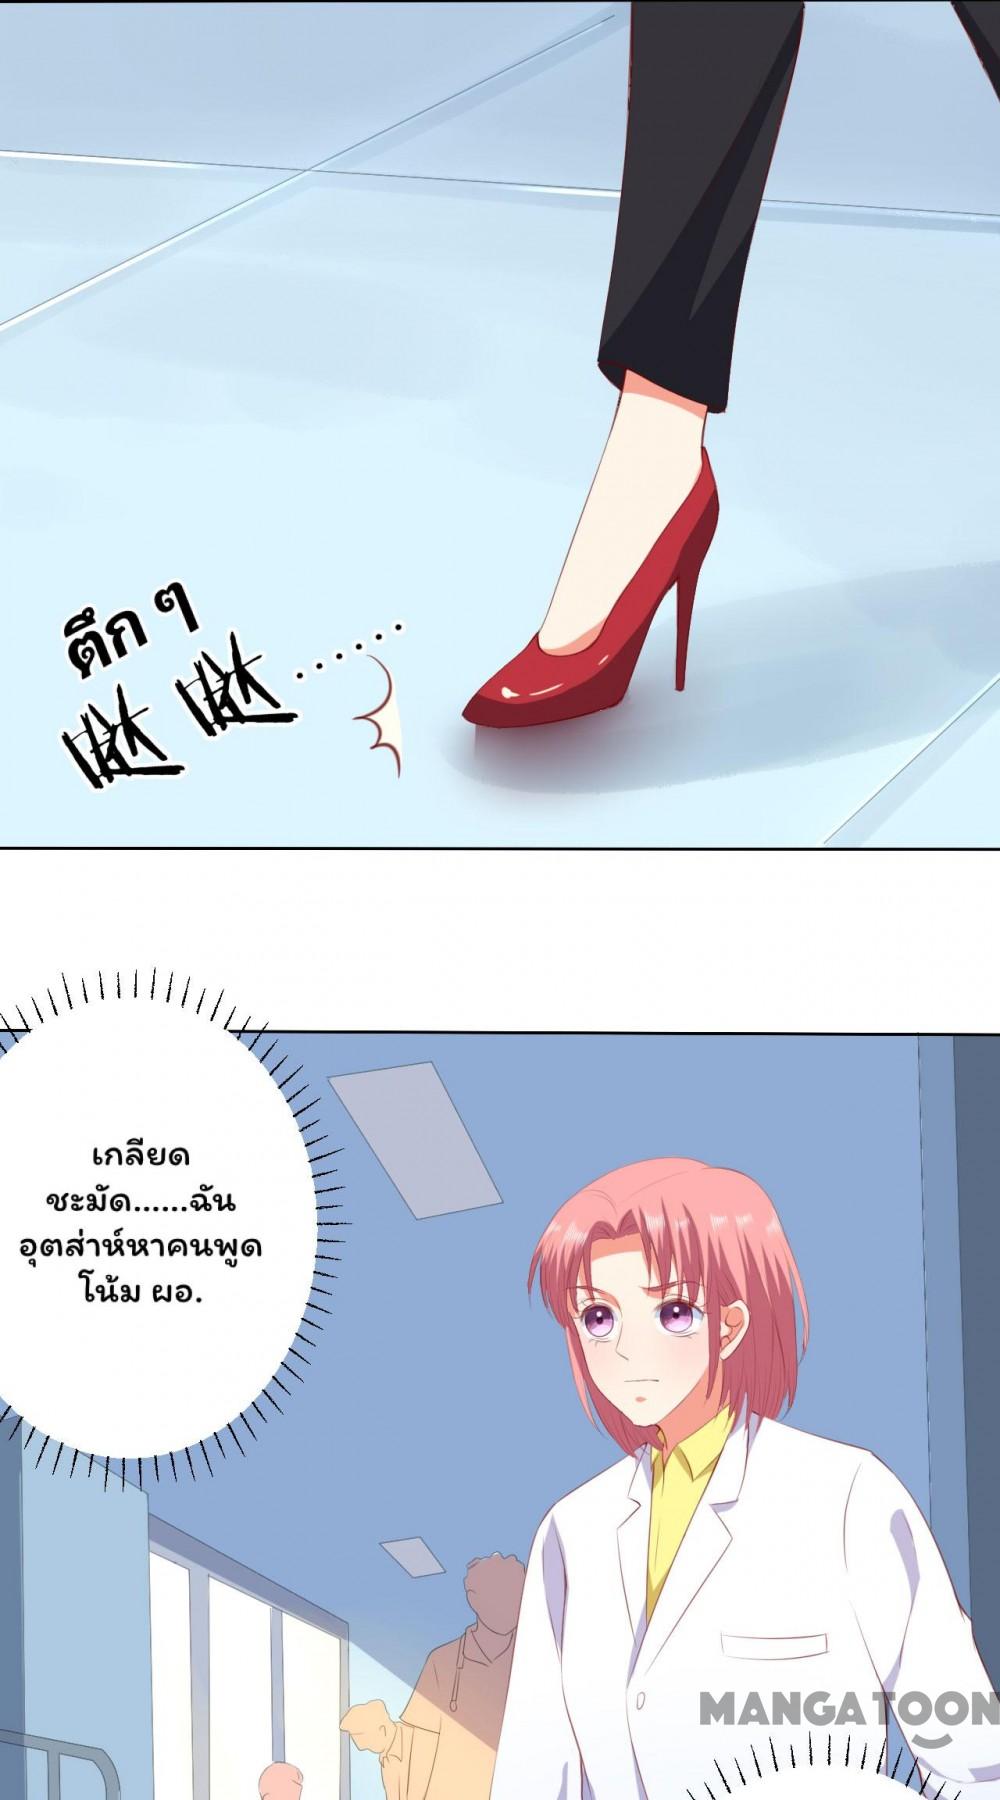 ตึก ๆ
哒 哒......
เกลียด
ชะมัด......ฉัน
อุตส่าห์หาคนพูด
โน้ม ผอ.
MANGATOON